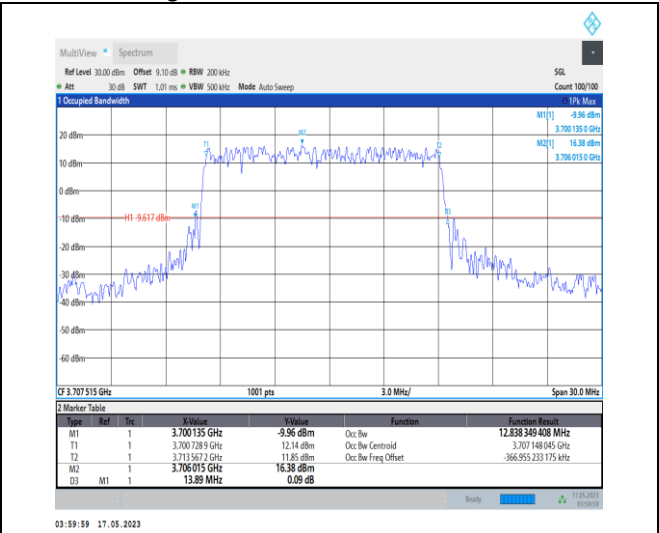 MultiView Spectrum
Ref Level 30.00 dBm Offset 9.10 dB RBW 200 kHz SGL
Att 30 dB SWT 1.01 ms VBW 500 kHz Mode Auto Sweep Count 100/100
1 Occupied Bandwidth 1Pk Max
M1[1] -9.96 dBm
3.700 135 0 GHz
M2[1] 16.38 dBm
3.706 015 0 GHz
20 dBm
T1
M2
T2
10 dBm
0 dBm
M1
D3
-10 dBm
H1 9.617 dBm
-20 dBm
-30 dBm
-40 dBm
-50 dBm
-60 dBm
CF 3.707 515 GHz 1001 pts 3.0 MHz/ Span 30.0 MHz
2 Marker Table
Type Ref Trc X-Value Y-Value Function Function Result
M1 1 3.700 135 GHz -9.96 dBm Occ Bw 12.838 349 408 MHz
T1 1 3.700 728 9 GHz 12.14 dBm Occ Bw Centroid 3.707 148 045 GHz
T2 1 3.713 567 2 GHz 11.85 dBm Occ Bw Freq Offset -366.955 233 175 kHz
M2 1 3.706 015 GHz 16.38 dBm
D3 M1 1 13.89 MHz 0.09 dB
Ready 17.05.2023
03:59:59
03:59:59 17.05.2023